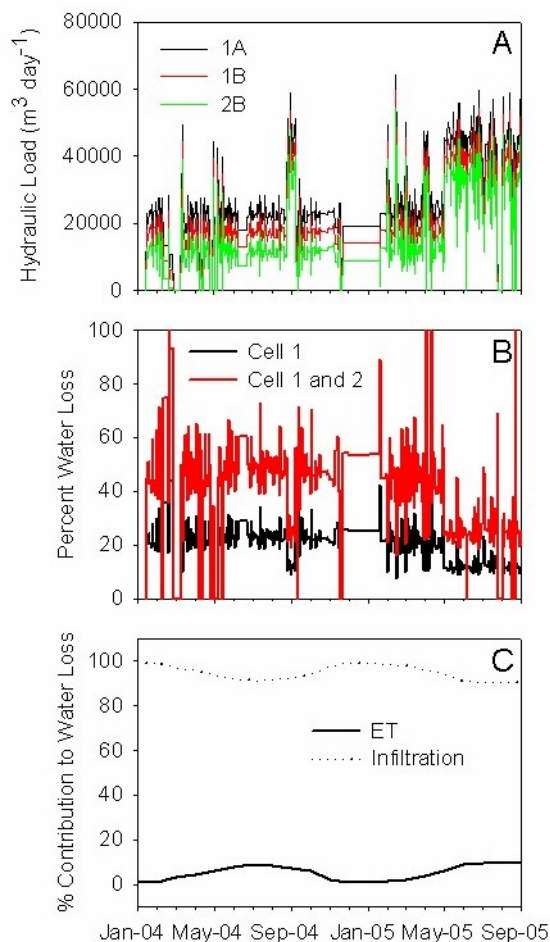 80000
60000
40000
20000
0
Hydraulic Load (m³ day⁻¹)
A
1A
1B
2B
100
80
60
40
20
0
Percent Water Loss
B
Cell 1
Cell 1 and 2
100
80
60
40
20
0
% Contribution to Water Loss
C
ET
Infiltration
Jan-04 May-04 Sep-04 Jan-05 May-05 Sep-05